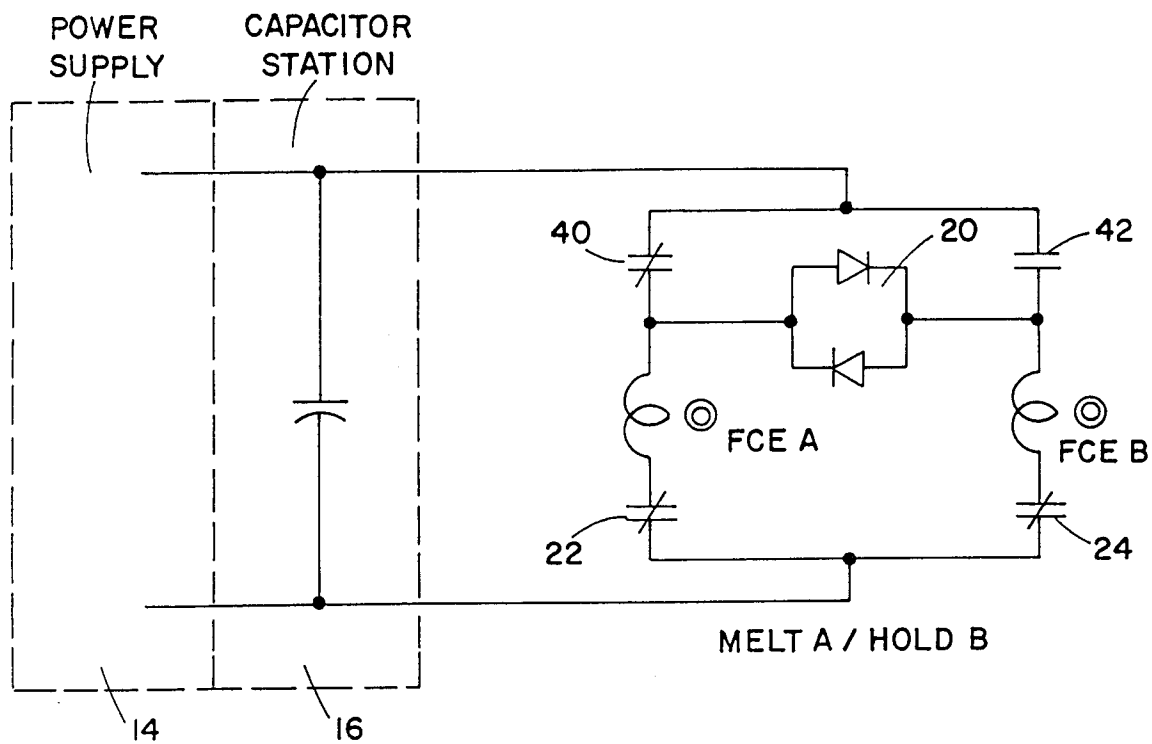 POWER
SUPPLY
CAPACITOR
STATION
40
20
42
FCE A
FCE B
22
24
MELT A / HOLD B
14
16